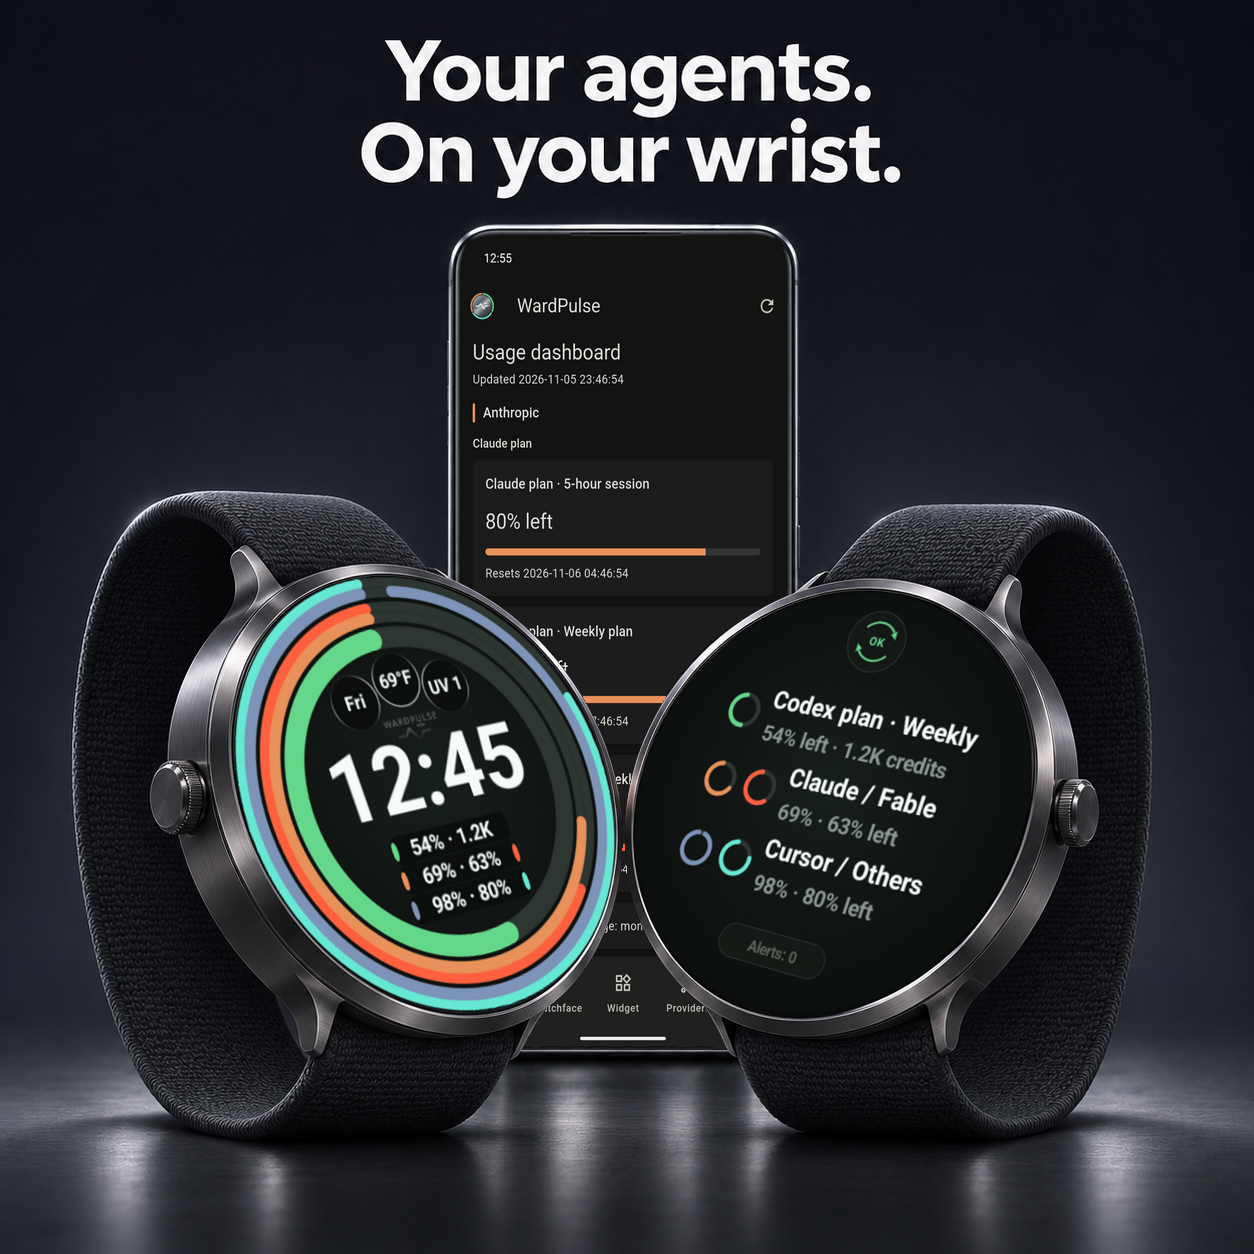 Your agents.
On your wrist.
12:55
WardPulse
Usage dashboard
Updated 2026-11-05 23:46:54
Anthropic
Claude plan
Claude plan · 5-hour session
80% left
Resets 2026-11-06 04:46:54
plan · Weekly plan
:46:54
Widget
Fri
69°F
UV 1
WARDPULSE
12:45
54% · 1.2K
69% · 63%
98% · 80%
OK
Codex plan · Weekly
54% left · 1.2K credits
Claude / Fable
69% · 63% left
Cursor / Others
98% · 80% left
Alerts: 0